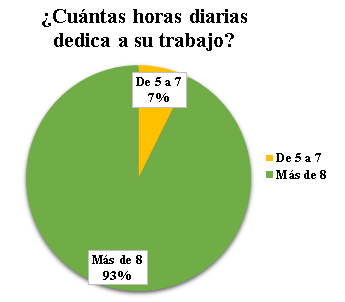 ¿Cuántas horas diarias
dedica a su trabajo?
De 5 a 7
7%
De 5 a 7
Más de 8
Más de 8
93%